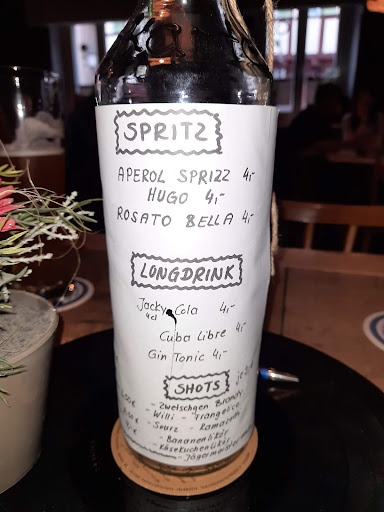 SPRITZ
APEROL SPRIZZ 4,-
HUGO 4,-
ROSATO BELLA 4,-
LONGDRINK
Jacky Cola 4,-
4cl
Cuba Libre 4,-
Gin Tonic 4,-
SHOTS
- Zwetschgen Brandy
- Willi - Frangelico
- Saurz - Ramazotti
- Bananenlikör
- Käsekuchenlikör
- Jägermeister